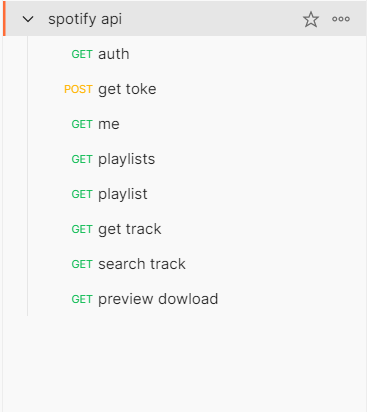 spotify api
GET auth
POST get toke
GET me
GET playlists
GET playlist
GET get track
GET search track
GET preview dowload